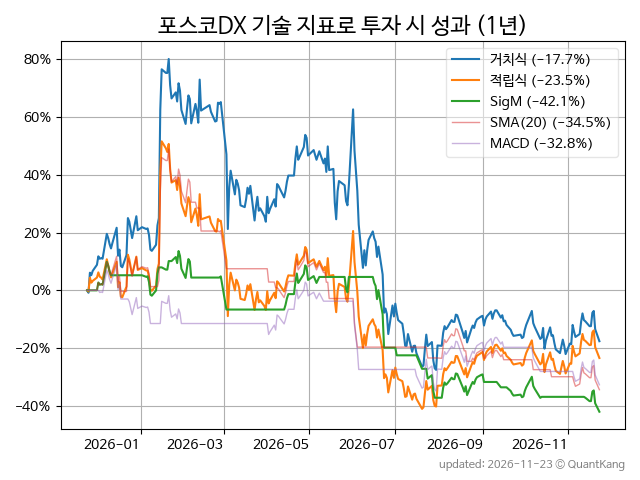 포스코DX 기술 지표로 투자 시 성과 (1년)
80%
60%
40%
20%
0%
−20%
−40%
거치식 (−17.7%)
적립식 (−23.5%)
SigM (−42.1%)
SMA(20) (−34.5%)
MACD (−32.8%)
2026-01
2026-03
2026-05
2026-07
2026-09
2026-11
updated: 2026-11-23 © QuantKang